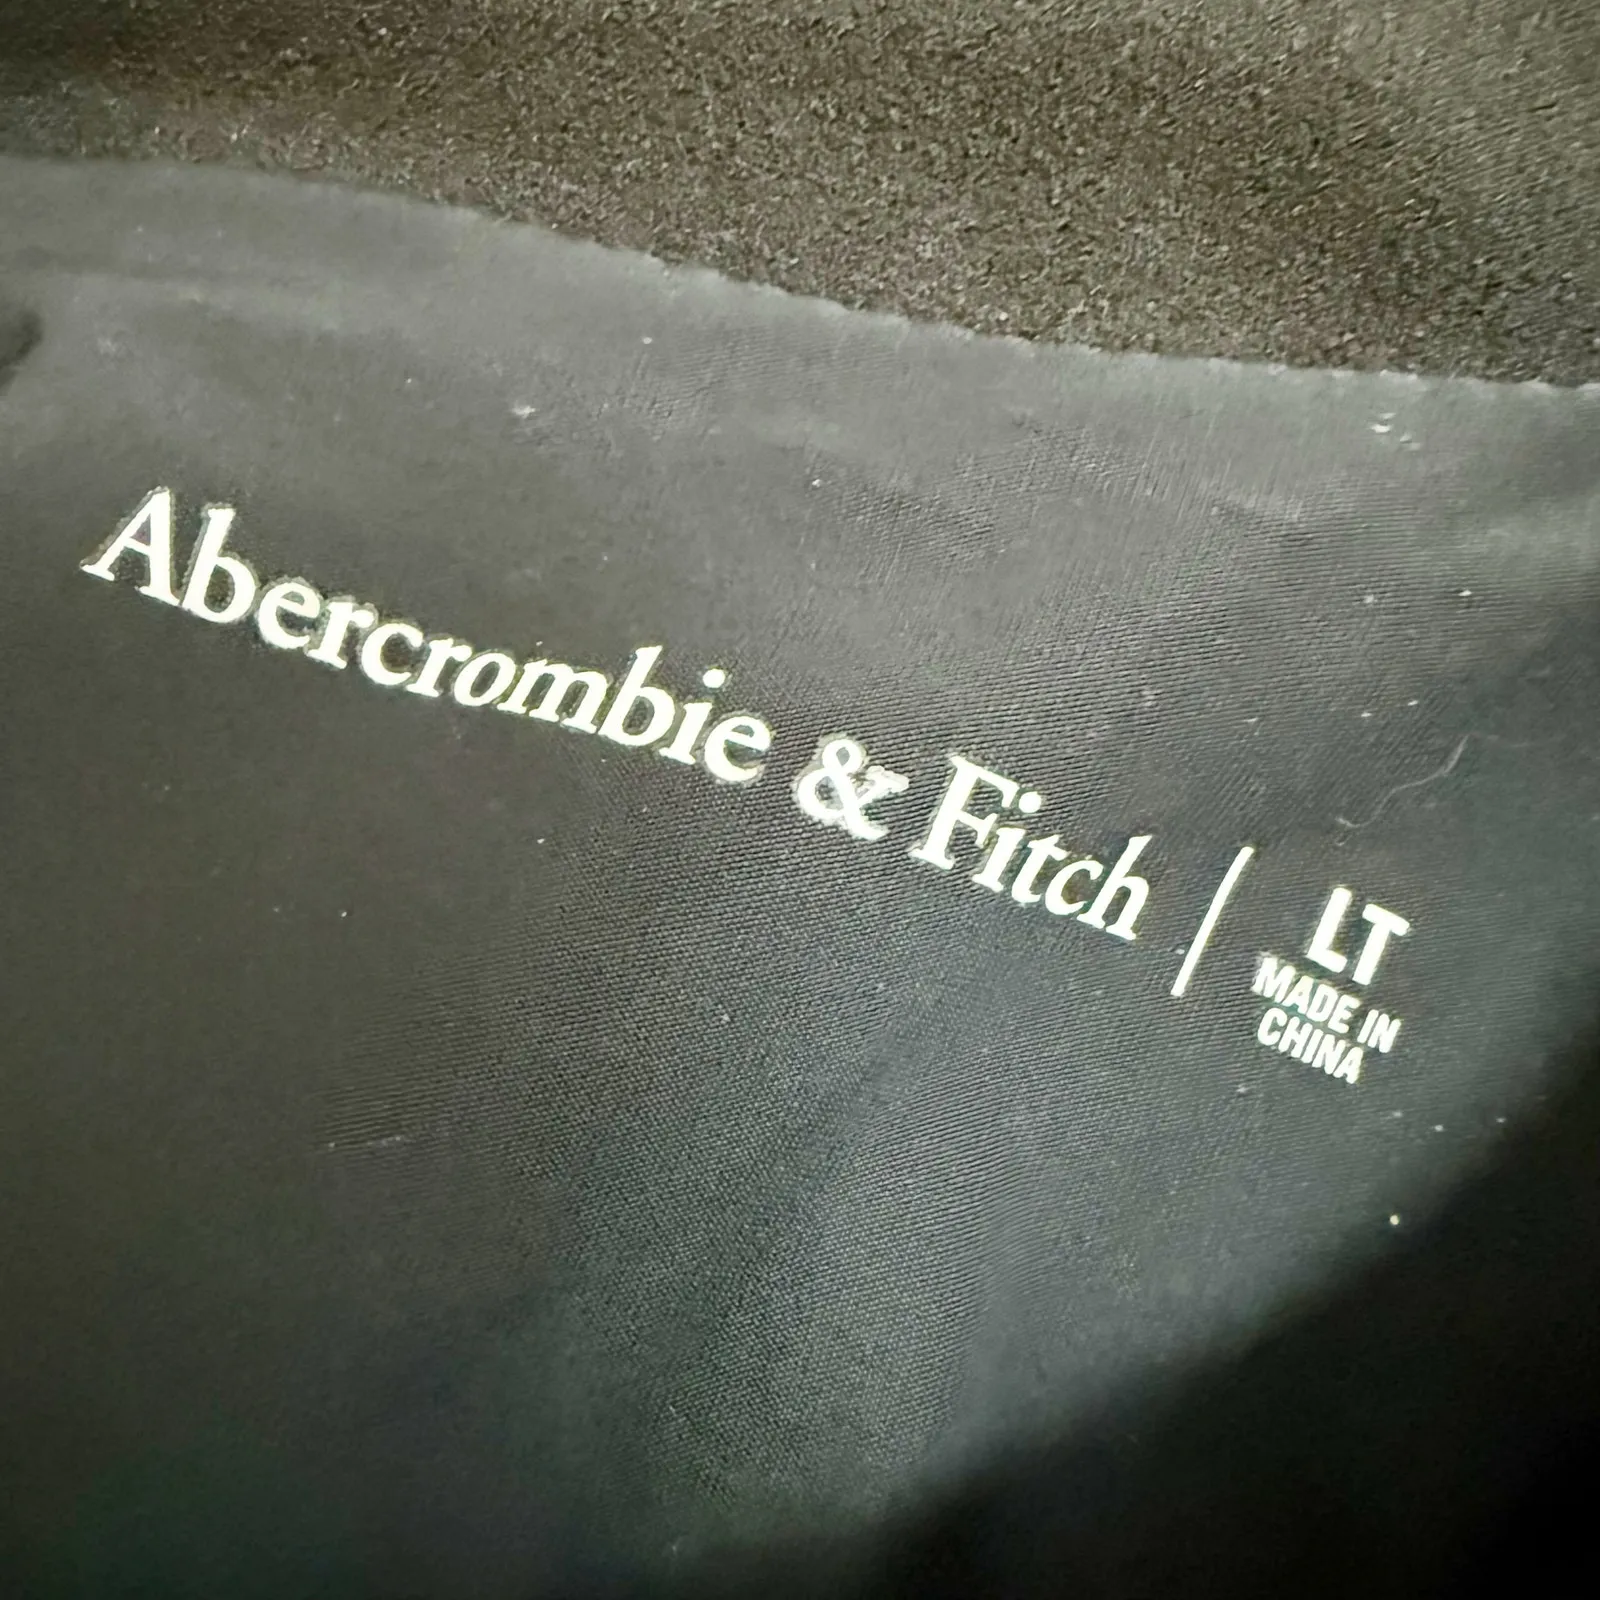 Abercrombie & Fitch
LT
MADE IN
CHINA